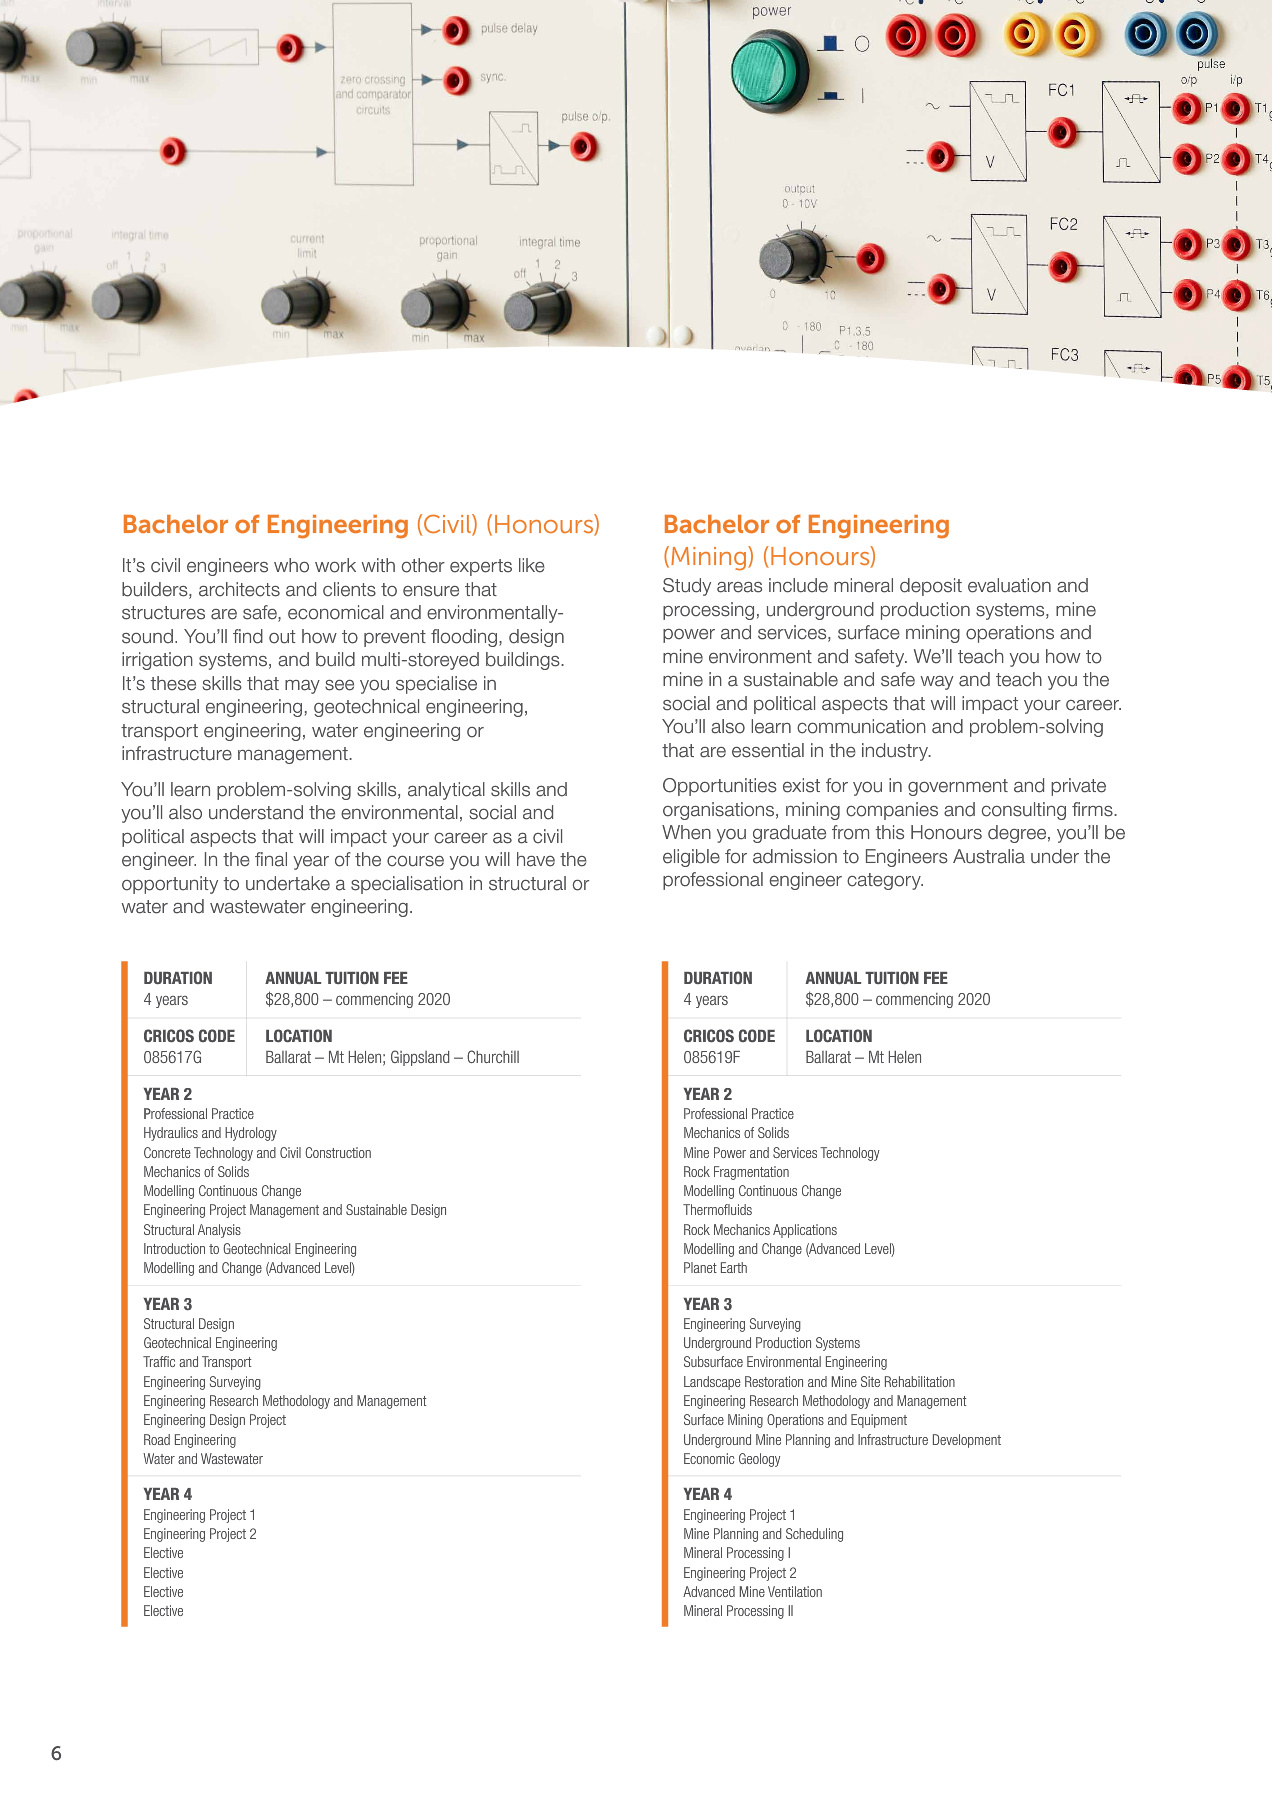 interval
pulse delay
power
min
max
max
zero crossing
and comparator
circuits
sync.
pulse o/p.
pulse
o/p
i/p
FC1
P1
T1
V
P2
T4
output
0 - 10V
proportional
gain
integral time
off
1
2
3
current
limit
proportional
gain
integral time
off
1
2
3
FC2
P3
T3
V
P4
T6
0
10
min
max
min
max
min
max
0 - 180
P1,3,5
0 - 180
overlap
FC3
P5
T5
Bachelor of Engineering (Civil) (Honours)
It’s civil engineers who work with other experts like
builders, architects and clients to ensure that
structures are safe, economical and environmentally-
sound. You’ll find out how to prevent flooding, design
irrigation systems, and build multi-storeyed buildings.
It’s these skills that may see you specialise in
structural engineering, geotechnical engineering,
transport engineering, water engineering or
infrastructure management.
You’ll learn problem-solving skills, analytical skills and
you’ll also understand the environmental, social and
political aspects that will impact your career as a civil
engineer. In the final year of the course you will have the
opportunity to undertake a specialisation in structural or
water and wastewater engineering.
DURATION
4 years
ANNUAL TUITION FEE
$28,800 – commencing 2020
CRICOS CODE
085617G
LOCATION
Ballarat – Mt Helen; Gippsland – Churchill
YEAR 2
Professional Practice
Hydraulics and Hydrology
Concrete Technology and Civil Construction
Mechanics of Solids
Modelling Continuous Change
Engineering Project Management and Sustainable Design
Structural Analysis
Introduction to Geotechnical Engineering
Modelling and Change (Advanced Level)
YEAR 3
Structural Design
Geotechnical Engineering
Traffic and Transport
Engineering Surveying
Engineering Research Methodology and Management
Engineering Design Project
Road Engineering
Water and Wastewater
YEAR 4
Engineering Project 1
Engineering Project 2
Elective
Elective
Elective
Elective
Bachelor of Engineering
(Mining) (Honours)
Study areas include mineral deposit evaluation and
processing, underground production systems, mine
power and services, surface mining operations and
mine environment and safety. We’ll teach you how to
mine in a sustainable and safe way and teach you the
social and political aspects that will impact your career.
You’ll also learn communication and problem-solving
that are essential in the industry.
Opportunities exist for you in government and private
organisations, mining companies and consulting firms.
When you graduate from this Honours degree, you’ll be
eligible for admission to Engineers Australia under the
professional engineer category.
DURATION
4 years
ANNUAL TUITION FEE
$28,800 – commencing 2020
CRICOS CODE
085619F
LOCATION
Ballarat – Mt Helen
YEAR 2
Professional Practice
Mechanics of Solids
Mine Power and Services Technology
Rock Fragmentation
Modelling Continuous Change
Thermofluids
Rock Mechanics Applications
Modelling and Change (Advanced Level)
Planet Earth
YEAR 3
Engineering Surveying
Underground Production Systems
Subsurface Environmental Engineering
Landscape Restoration and Mine Site Rehabilitation
Engineering Research Methodology and Management
Surface Mining Operations and Equipment
Underground Mine Planning and Infrastructure Development
Economic Geology
YEAR 4
Engineering Project 1
Mine Planning and Scheduling
Mineral Processing I
Engineering Project 2
Advanced Mine Ventilation
Mineral Processing II
6